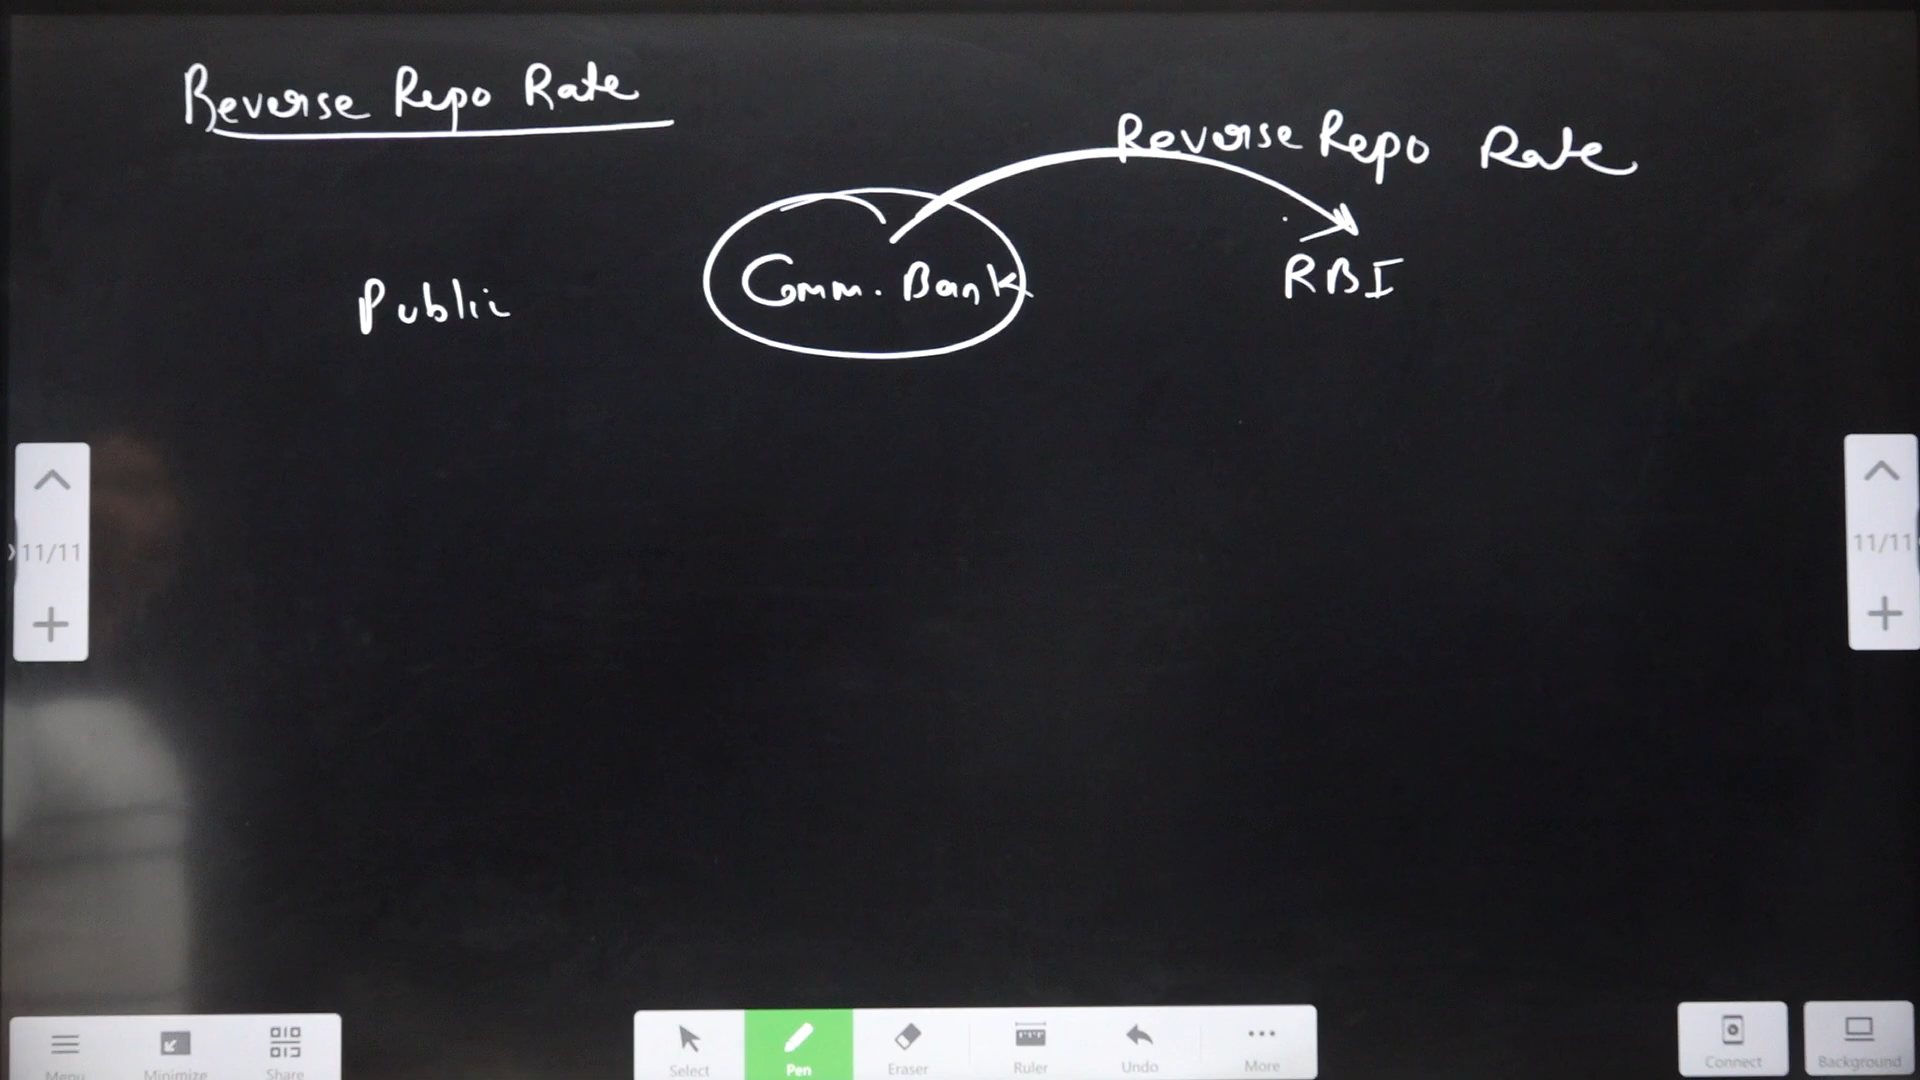 Reverse Repo Rate
Reverse Repo Rate
Public
Comm. Bank
RBI
11/11
11/11
Menu
Minimize
Share
Select
Pen
Eraser
Ruler
Undo
More
Connect
Background